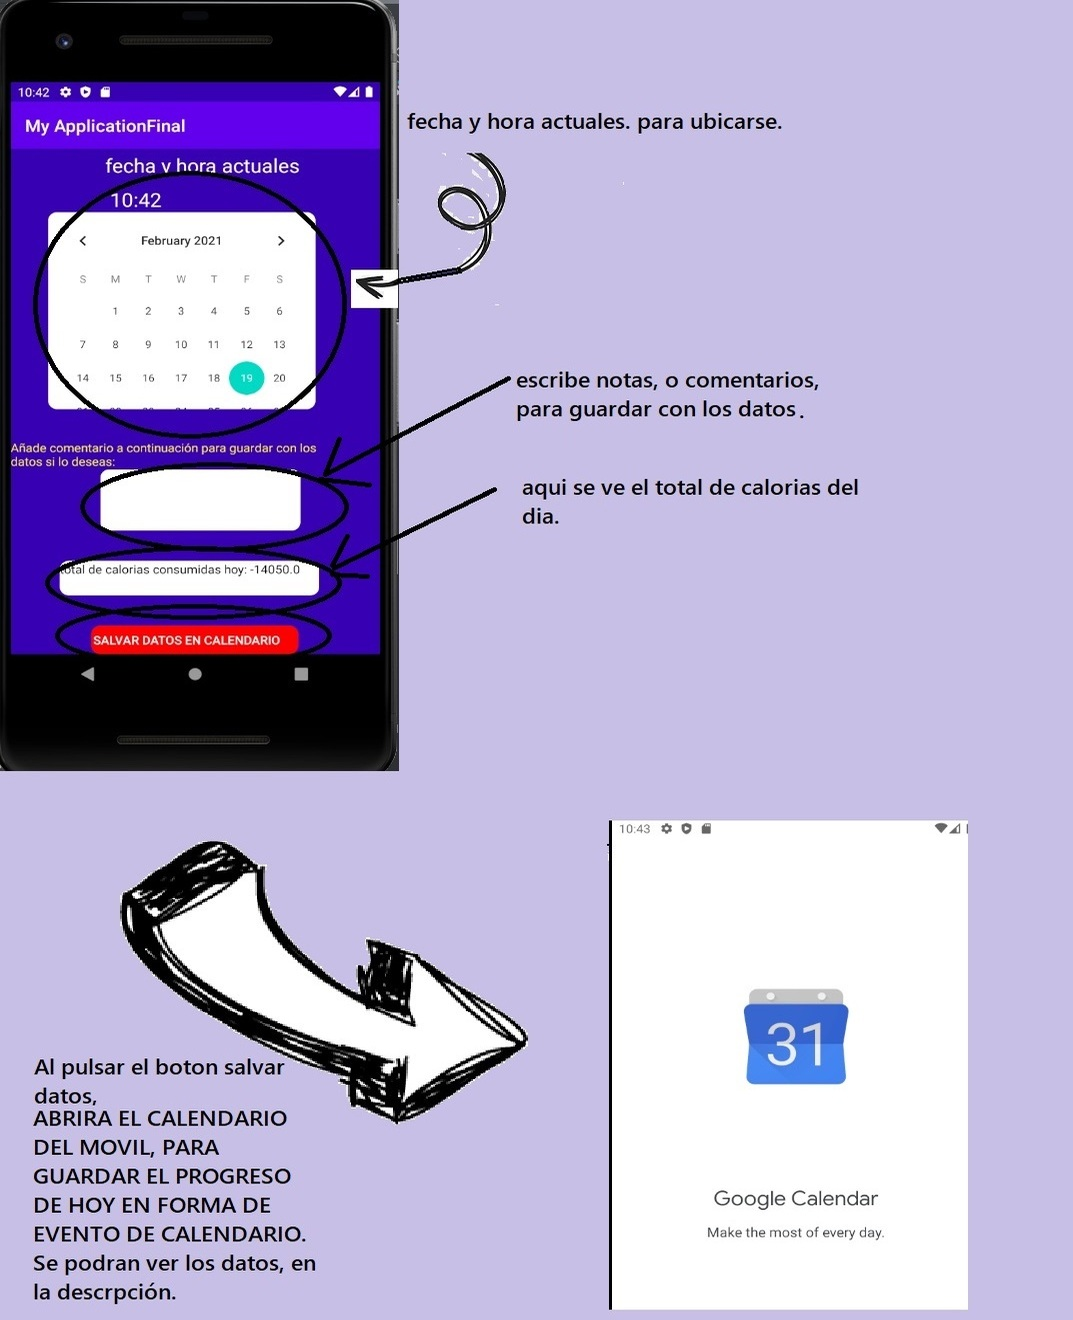 10:42
My ApplicationFinal
fecha y hora actuales
10:42
February 2021
S M T W T F S
1 2 3 4 5 6
7 8 9 10 11 12 13
14 15 16 17 18 19 20
Añade comentario a continuación para guardar con los
datos si lo deseas:
total de calorias consumidas hoy: -14050.0
SALVAR DATOS EN CALENDARIO
fecha y hora actuales. para ubicarse.
escribe notas, o comentarios,
para guardar con los datos.
aqui se ve el total de calorias del
dia.
Al pulsar el boton salvar
datos,
ABRIRA EL CALENDARIO
DEL MOVIL, PARA
GUARDAR EL PROGRESO
DE HOY EN FORMA DE
EVENTO DE CALENDARIO.
Se podran ver los datos, en
la descrpción.
10:43
31
Google Calendar
Make the most of every day.